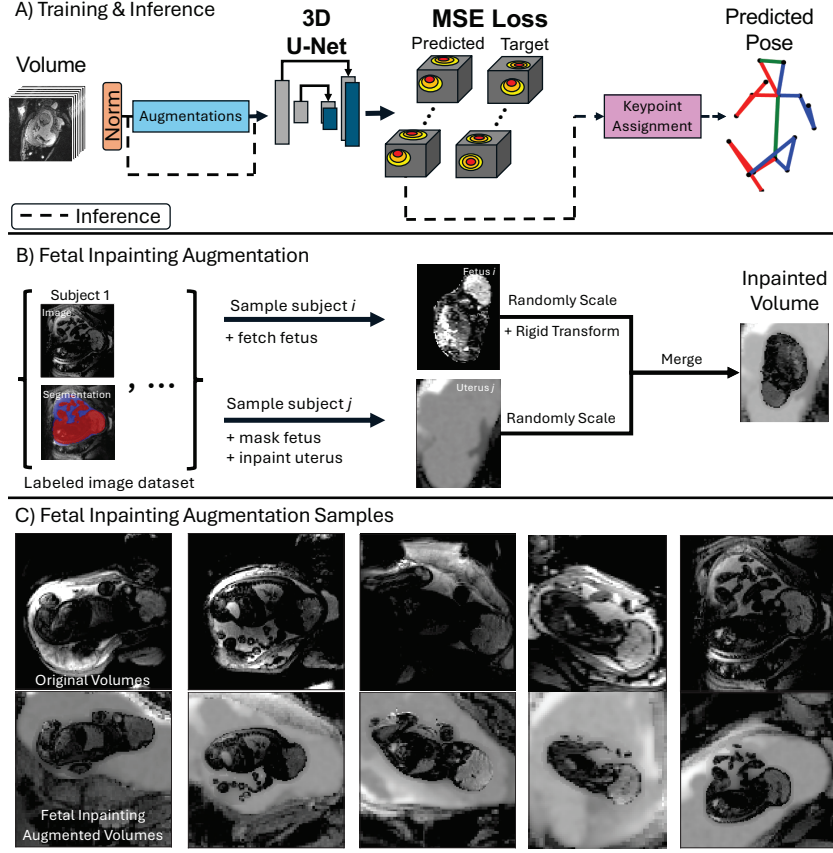 A) Training & Inference
Volume
Norm
Augmentations
3D
U-Net
MSE Loss
Predicted
Target
Keypoint
Assignment
Predicted
Pose
Inference
B) Fetal Inpainting Augmentation
Subject 1
Image
Segmentation
, ...
Labeled image dataset
Sample subject i
+ fetch fetus
Sample subject j
+ mask fetus
+ inpaint uterus
Fetus i
Uterus j
Randomly Scale
+ Rigid Transform
Randomly Scale
Merge
Inpainted
Volume
C) Fetal Inpainting Augmentation Samples
Original Volumes
Fetal Inpainting
Augmented Volumes